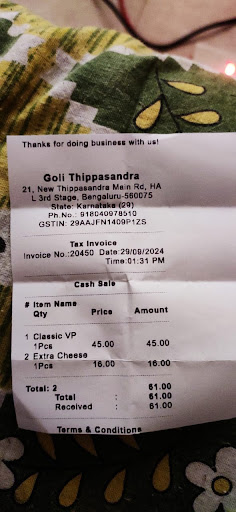 Thanks for doing business with us!
Goli Thippasandra
21, New Thippasandra Main Rd, HA
L 3rd Stage, Bengaluru-560075
State: Karnataka (29)
Ph.No.: 918040978510
GSTIN: 29AAJFN1409P1ZS
Tax Invoice
Invoice No.:20450 Date:29/09/2024
Time:01:31 PM
Cash Sale
# Item Name
Qty Price Amount
1 Classic VP
1Pcs 45.00 45.00
2 Extra Cheese
1Pcs 16.00 16.00
Total: 2 61.00
Total : 61.00
Received : 61.00
Terms & Conditions